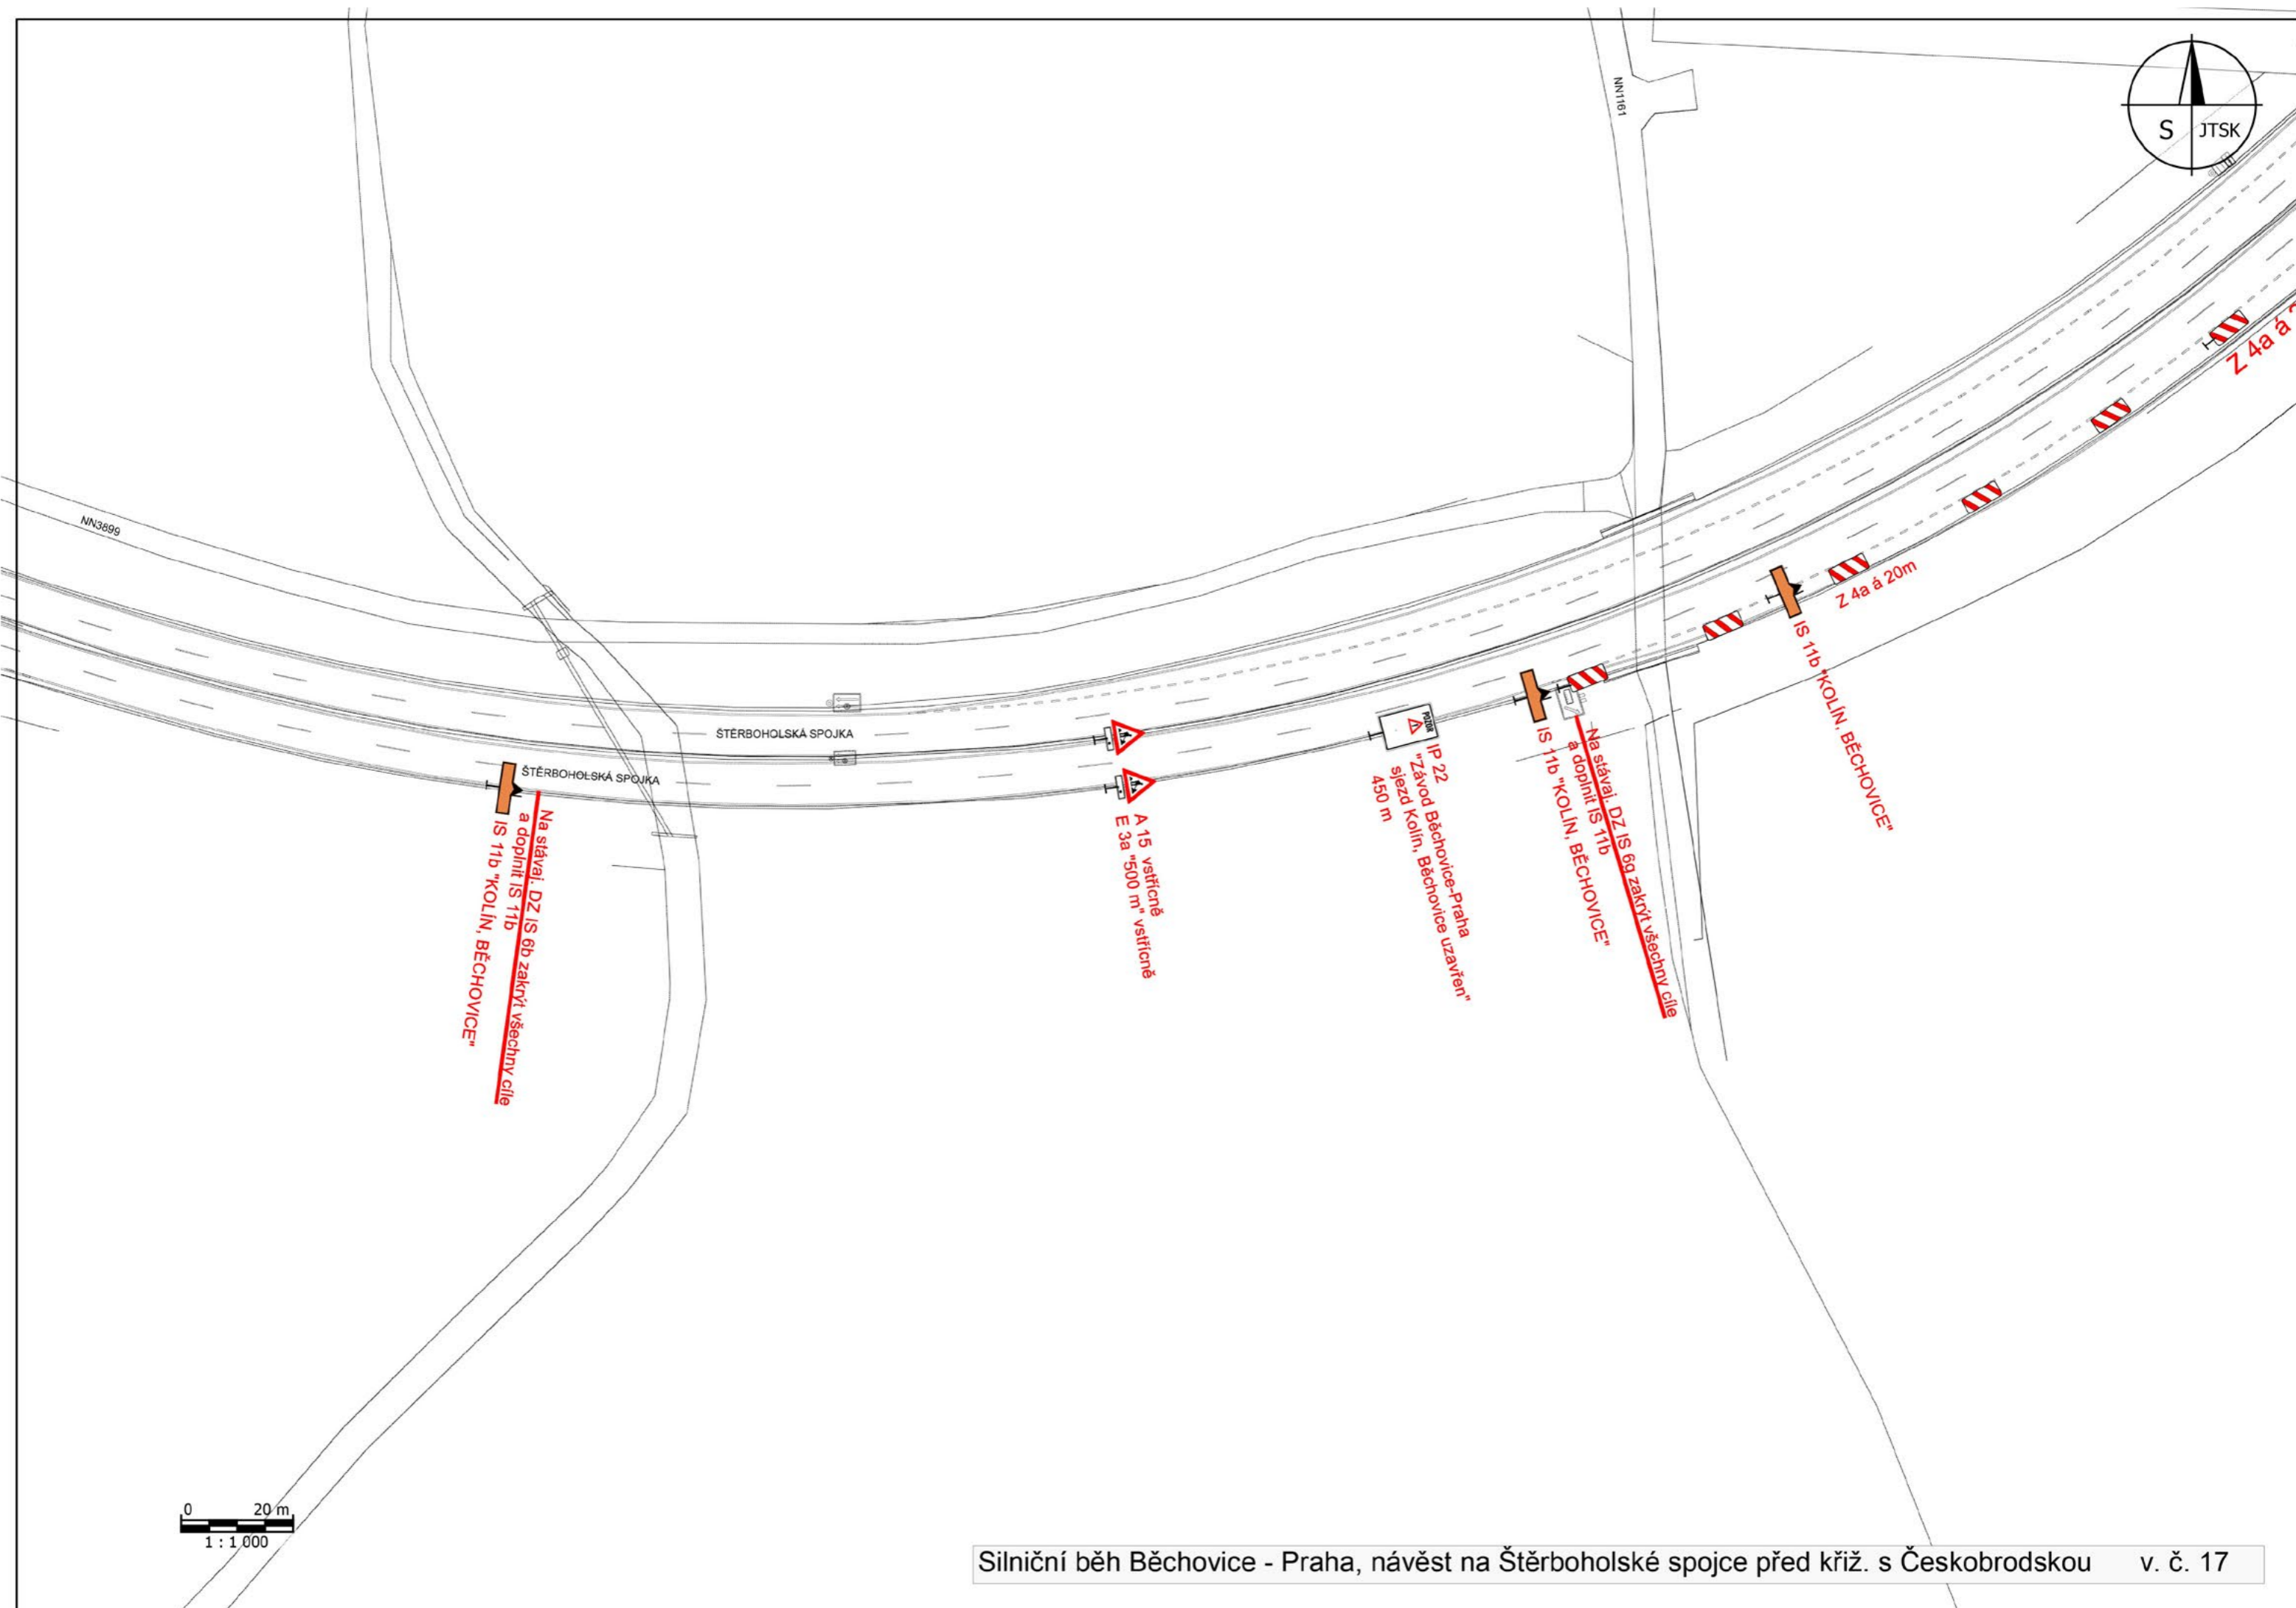 NN1161
S JTSK
NN3899
Z 4a á
Z 4a á 20m
IS 11b "KOLÍN, BĚCHOVICE"
ŠTĚRBOHOLSKÁ SPOJKA
ŠTĚRBOHOLSKÁ SPOJKA
Na stávaj. DZ IS 6b zakrýt všechny cíle
a doplnit IS 11b
IS 11b "KOLÍN, BĚCHOVICE"
A 15 vstřícně
E 3a "500 m" vstřícně
POZOR
IP 22
"Závod Běchovice-Praha
sjezd Kolín, Běchovice uzavřen"
450 m
Na stávaj. DZ IS 6g zakrýt všechny cíle
a doplnit IS 11b
IS 11b "KOLÍN, BĚCHOVICE"
0 20 m
1 : 1 000
Silniční běh Běchovice - Praha, návěst na Štěrboholské spojce před křiž. s Českobrodskou v. č. 17